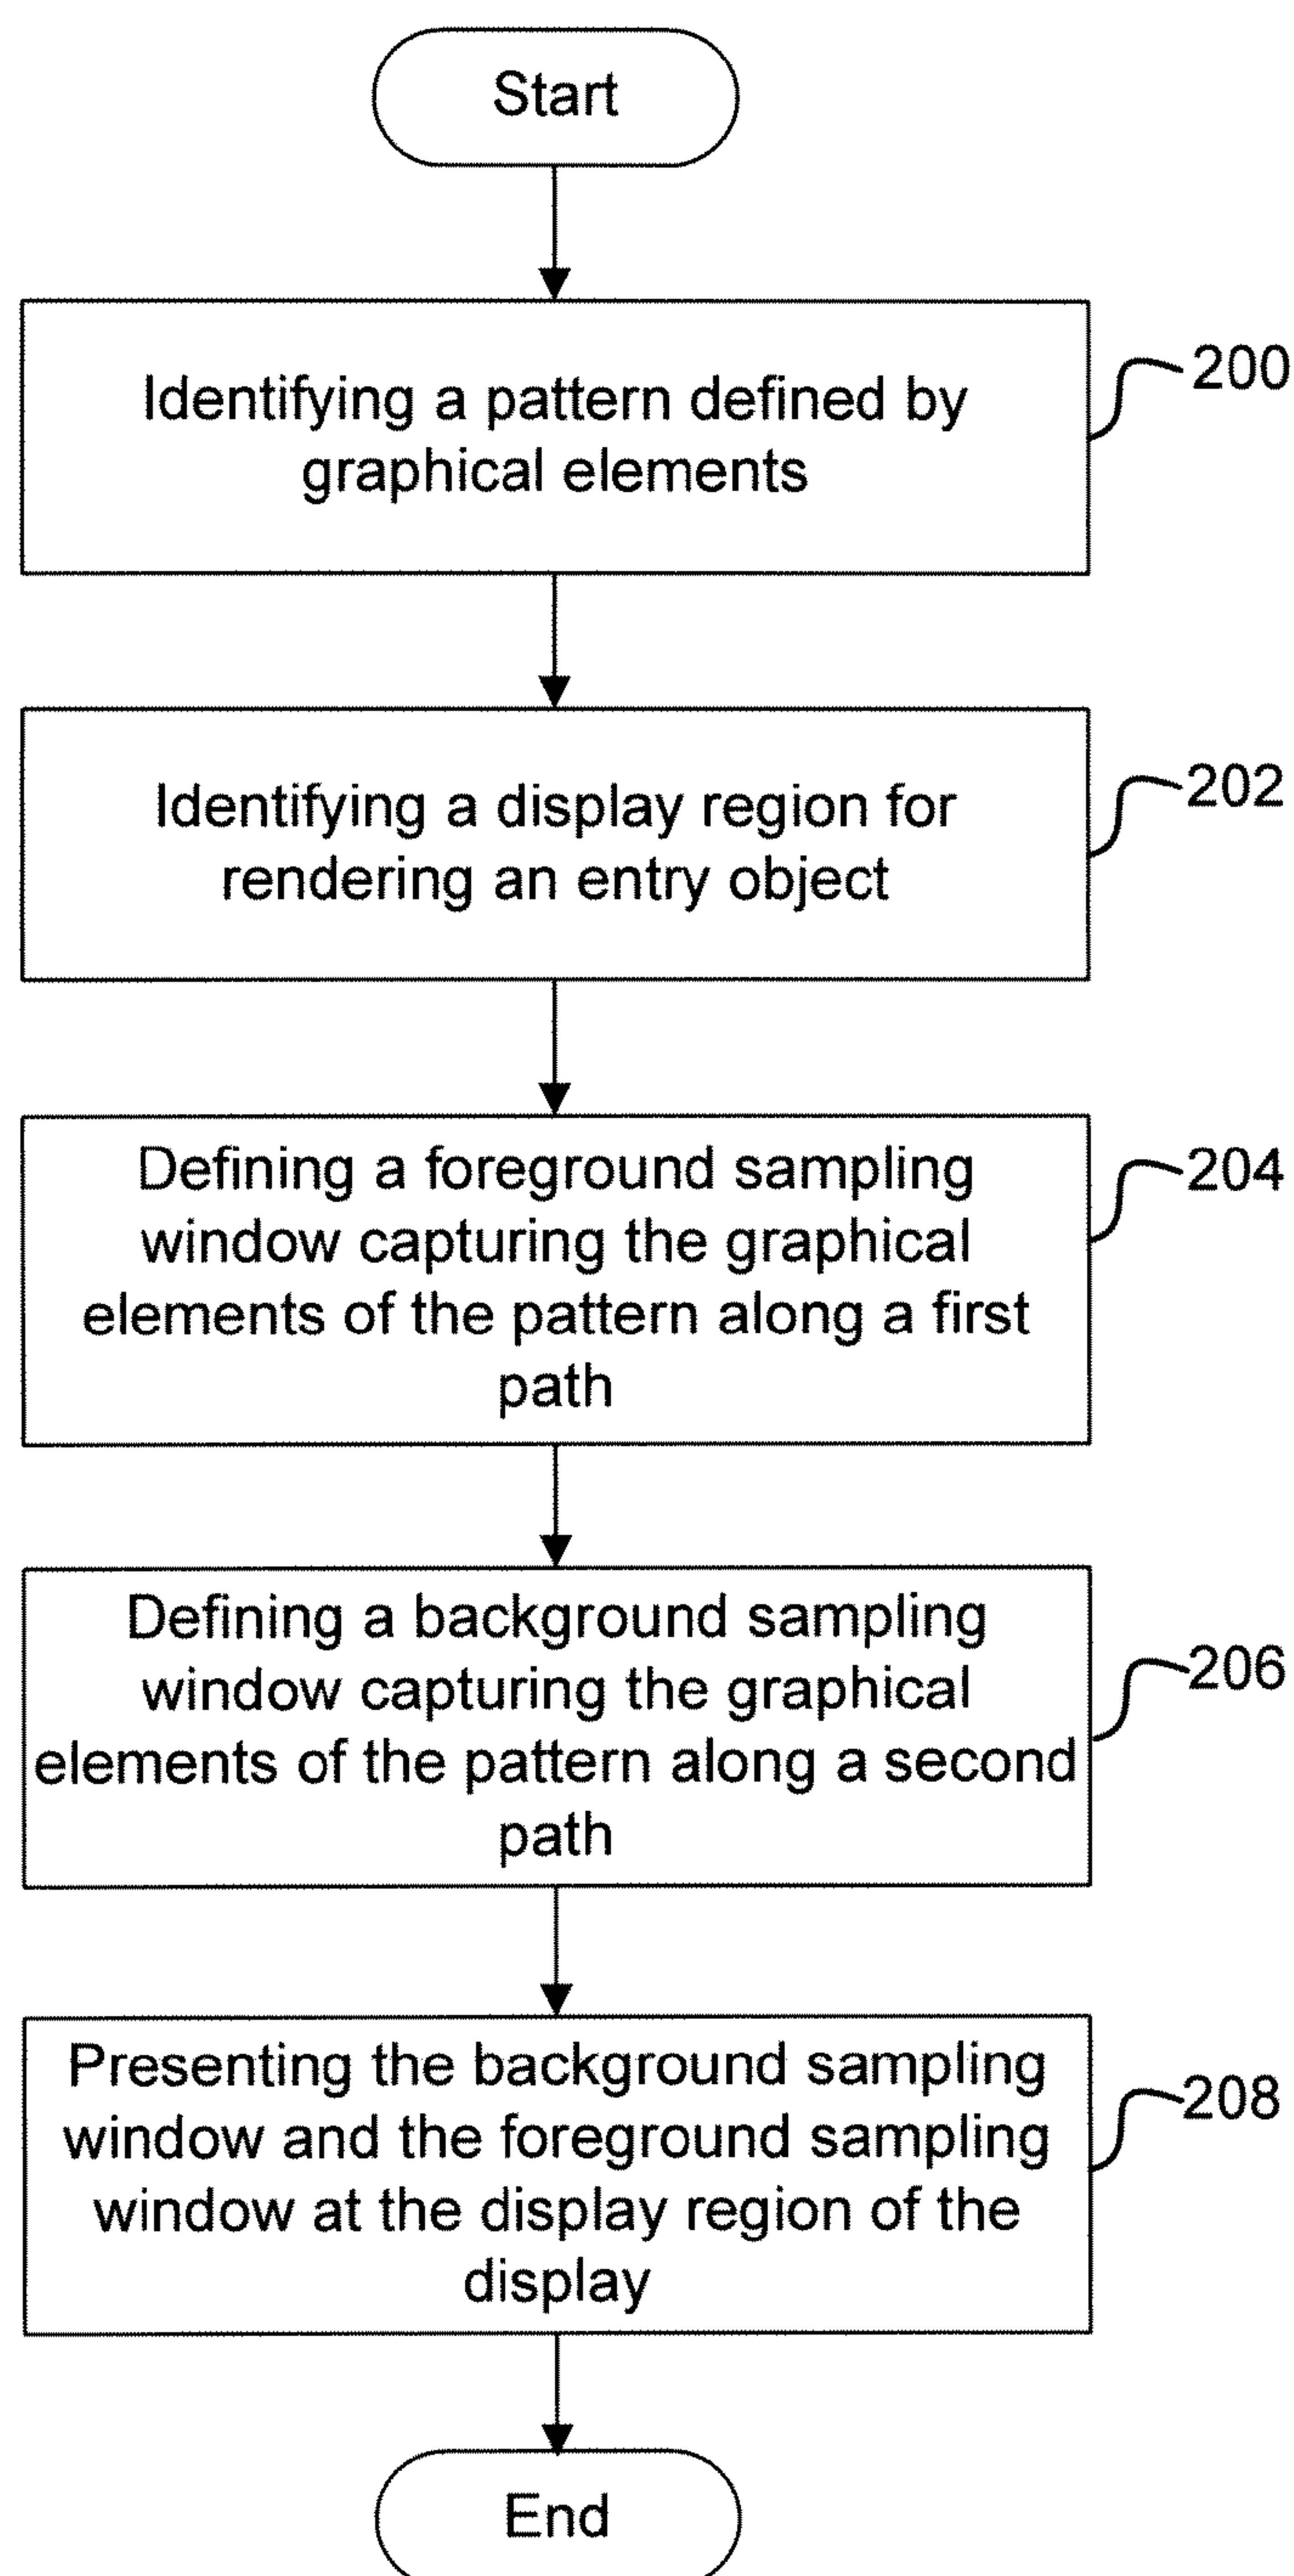 Start
Identifying a pattern defined by
graphical elements
200
Identifying a display region for
rendering an entry object
202
Defining a foreground sampling
window capturing the graphical
elements of the pattern along a first
path
204
Defining a background sampling
window capturing the graphical
elements of the pattern along a second
path
206
Presenting the background sampling
window and the foreground sampling
window at the display region of the
display
208
End